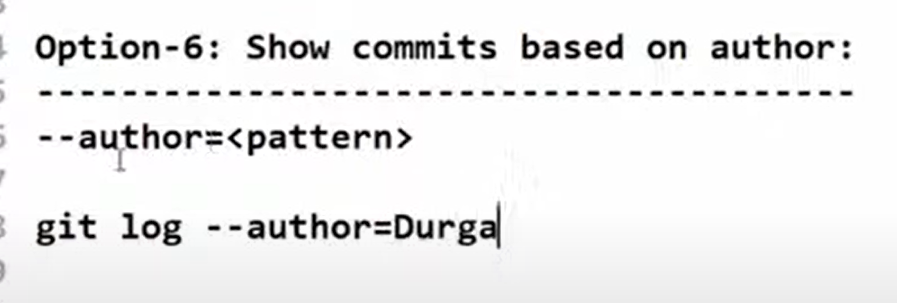 Option-6: Show commits based on author:
---------------------------------------
--author=<pattern>
git log --author=Durga